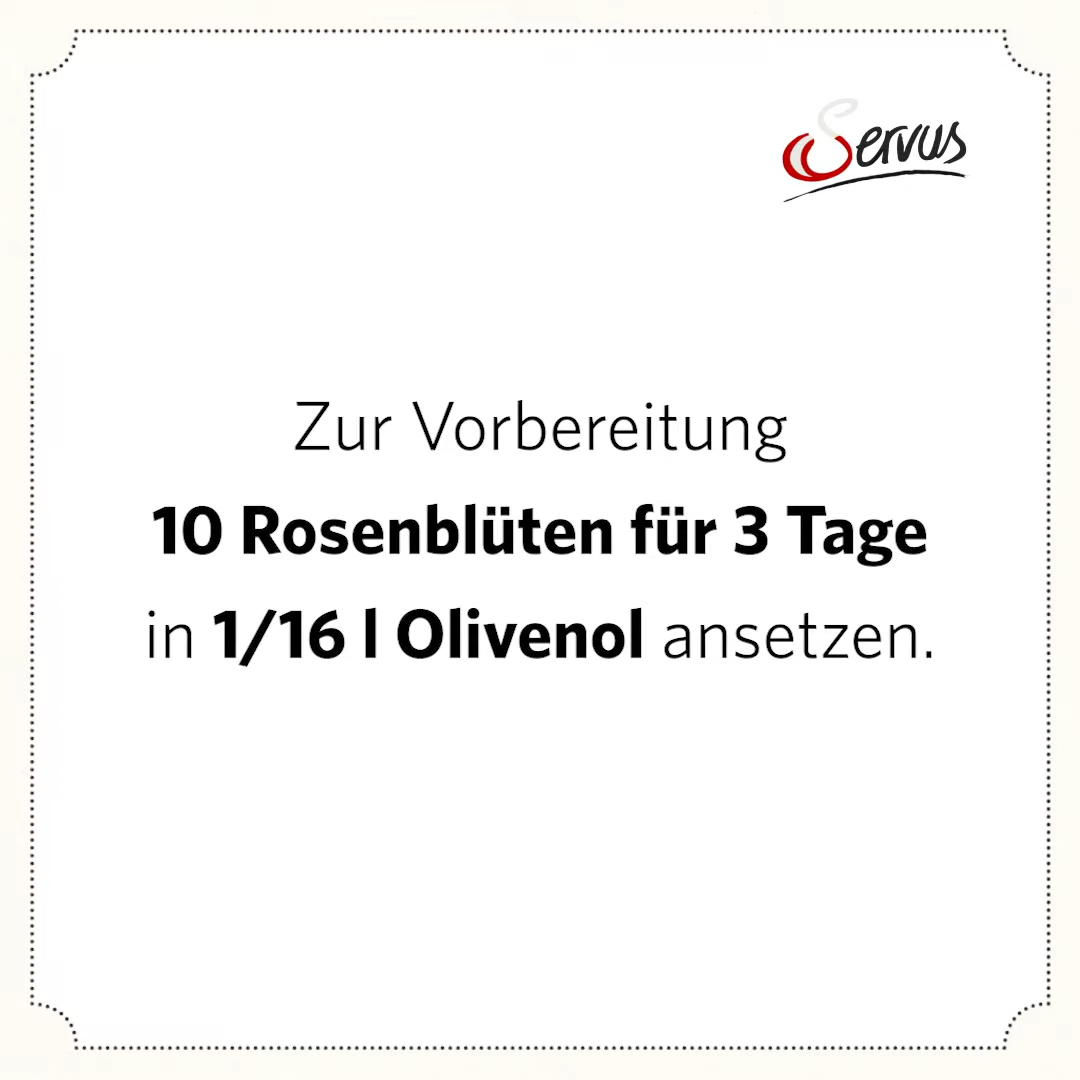 Servus
Zur Vorbereitung
10 Rosenblüten für 3 Tage
in 1/16 l Olivenol ansetzen.